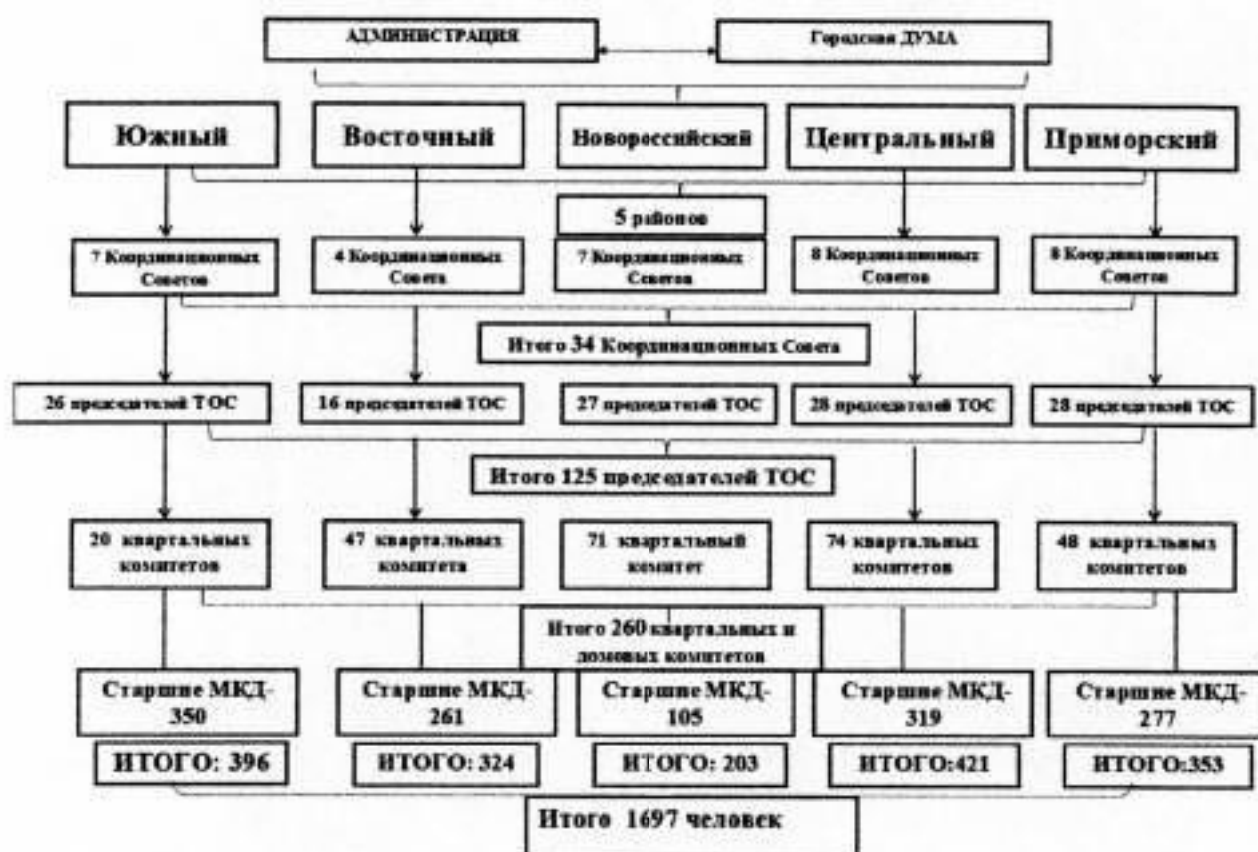 АДМИНИСТРАЦИЯ
Городская ДУМА
Южный
Восточный
Новороссийский
Центральный
Приморский
5 районов
7 Координационных
Советов
4 Координационных
Совета
7 Координационных
Советов
8 Координационных
Советов
8 Координационных
Советов
Итого 34 Координационных Совета
26 председателей ТОС
16 председателей ТОС
27 председателей ТОС
28 председателей ТОС
28 председателей ТОС
Итого 125 председателей ТОС
20 квартальных
комитетов
47 квартальных
комитета
71 квартальный
комитет
74 квартальных
комитетов
48 квартальных
комитетов
Итого 260 квартальных и
домовых комитетов
Старшие МКД-
350
Старшие МКД-
261
Старшие МКД-
105
Старшие МКД-
319
Старшие МКД-
277
ИТОГО: 396
ИТОГО: 324
ИТОГО: 203
ИТОГО:421
ИТОГО:353
Итого 1697 человек